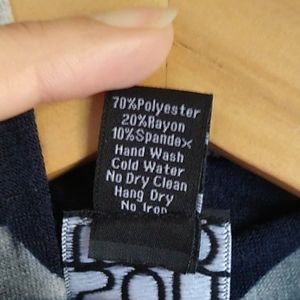 70%Polyester
20%Rayon
10%Spandex
Hand Wash
Cold Water
No Dry Clean
Hang Dry
No Iron